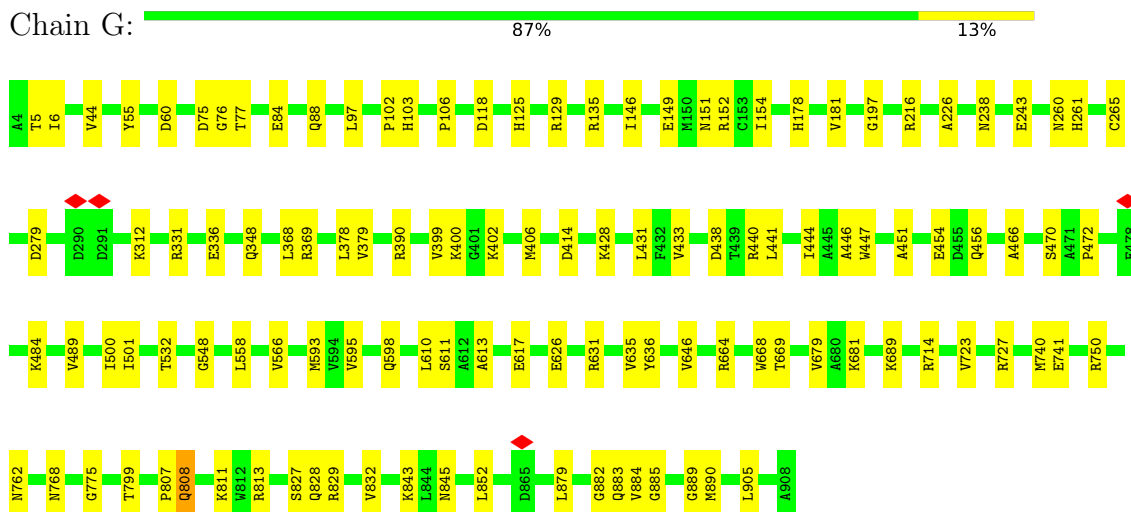 Chain G:
87% 13%
A4 T5 I6 V44 Y55 D60 D75 G76 T77 E84 Q88 L97 P102 H103 P106 D118 H125 R129 R135 I146 E149 M150 N151 R152 C153 I154 H178 V181 G197 R216 A226 N238 E243 N260 H261 C265
D279 D290 D291 K312 R331 E336 Q348 L368 R369 L378 V379 R390 V399 K400 G401 K402 M406 D414 K428 L431 F432 V433 D438 T439 R440 L441 I444 A445 A446 W447 A451 E454 D455 Q456 A466 S470 A471 P472 E478
K484 V489 I500 I501 T532 G548 L558 V566 M593 V594 V595 Q598 L610 S611 A612 A613 E617 E626 R631 V635 Y636 V646 R664 W668 T669 V679 A680 K681 K689 R714 V723 R727 M740 E741 R750
N762 N768 G775 T799 P807 Q808 K811 W812 R813 S827 Q828 R829 V832 K843 L844 N845 L852 D865 L879 G882 Q883 V884 G885 G889 M890 L905 A908